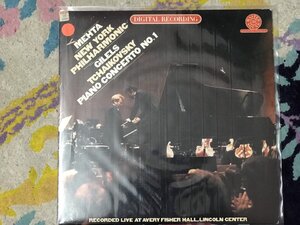 DIGITAL RECORDING
MEHTA
NEW YORK
PHILHARMONIC
GILELS
TCHAIKOVSKY
PIANO CONCERTO NO.1
RECORDED LIVE AT AVERY FISHER HALL, LINCOLN CENTER